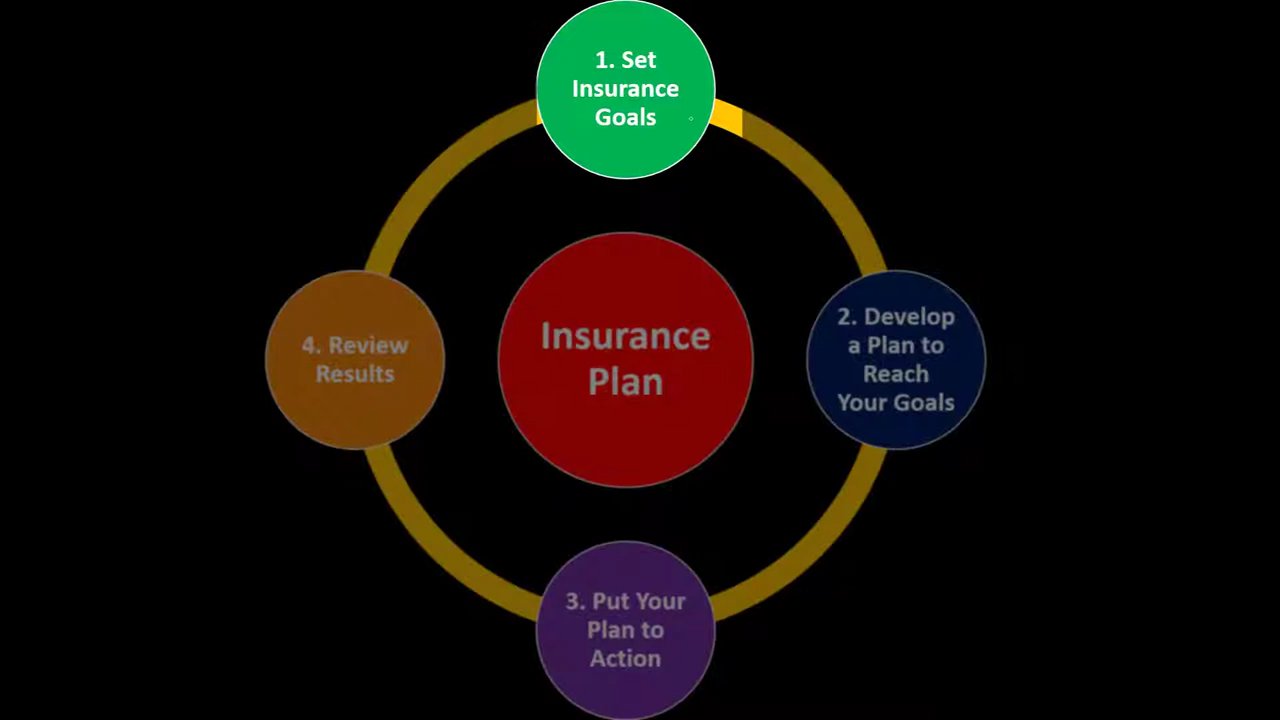 1. Set
Insurance
Goals
2. Develop
a Plan to
Reach
Your Goals
3. Put Your
Plan to
Action
4. Review
Results
Insurance
Plan